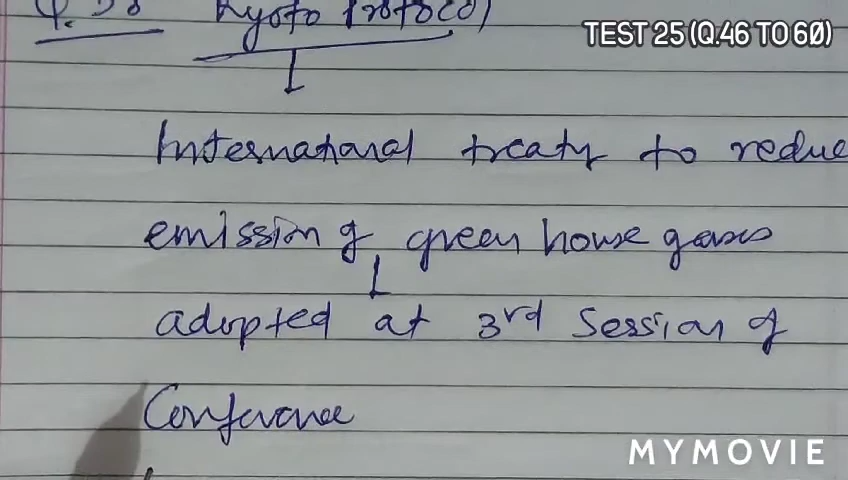 Kyoto Protocol
TEST 25 (Q.46 TO 60)
International treaty to reduce
emission of green house gases
adopted at 3rd Session of
Conference
MYMOVIE